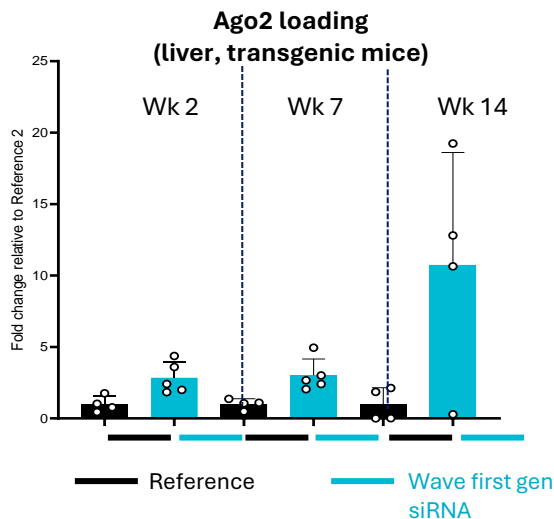 Ago2 loading
(liver, transgenic mice)
Fold change relative to Reference 2
25
20
15
10
5
0
Wk 2
Wk 7
Wk 14
Reference
Wave first gen
siRNA